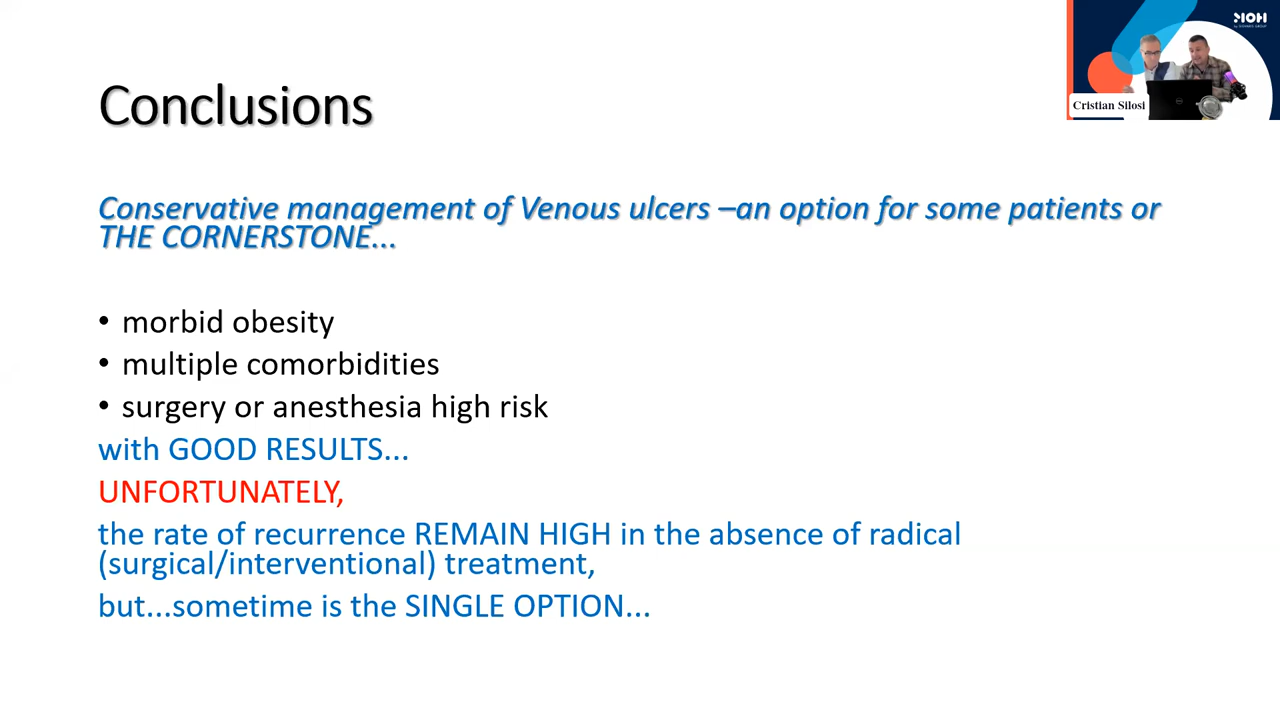 Conclusions
Conservative management of Venous ulcers –an option for some patients or
THE CORNERSTONE...
• morbid obesity
• multiple comorbidities
• surgery or anesthesia high risk
with GOOD RESULTS...
UNFORTUNATELY,
the rate of recurrence REMAIN HIGH in the absence of radical
(surgical/interventional) treatment,
but...sometime is the SINGLE OPTION...
Cristian Silosi